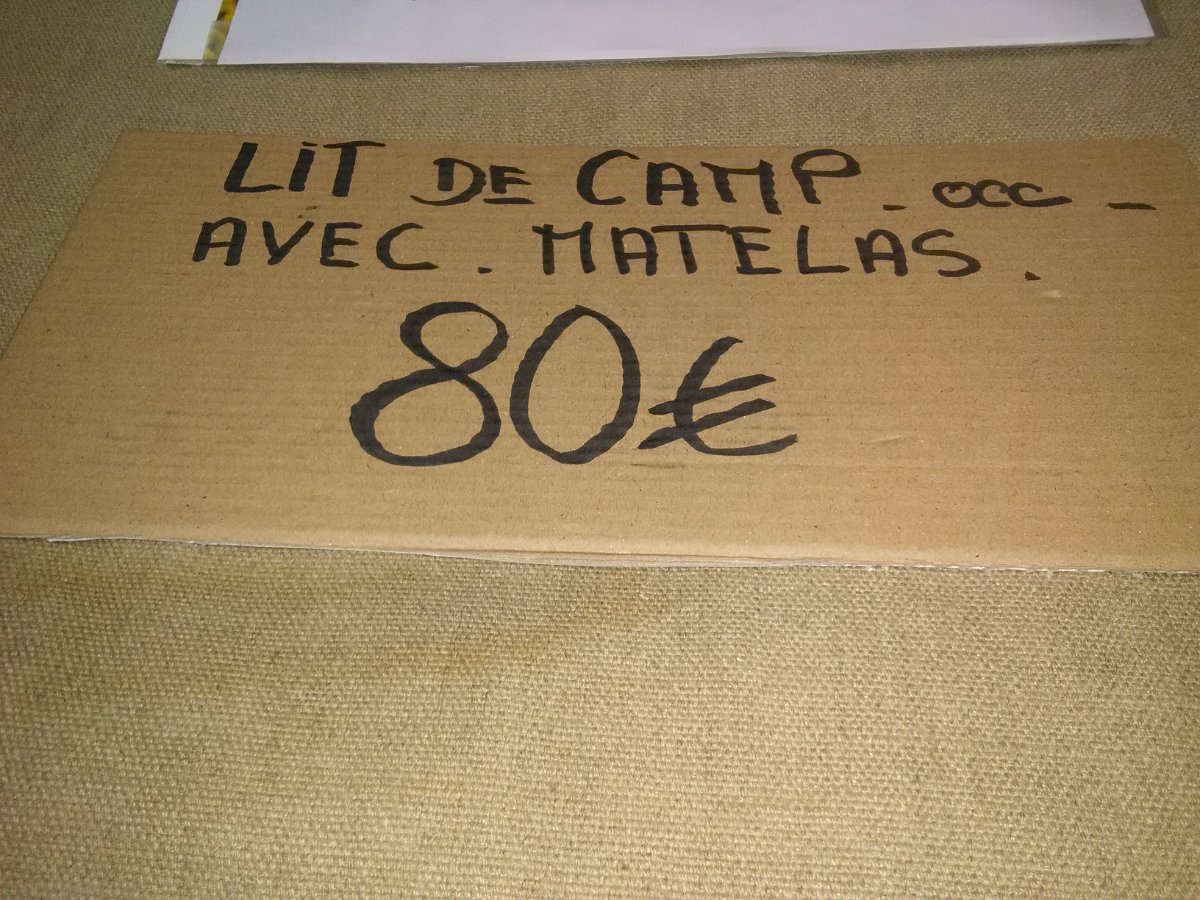 LiT DE CAMP - occ -
AVEC . MATELAS .
80€